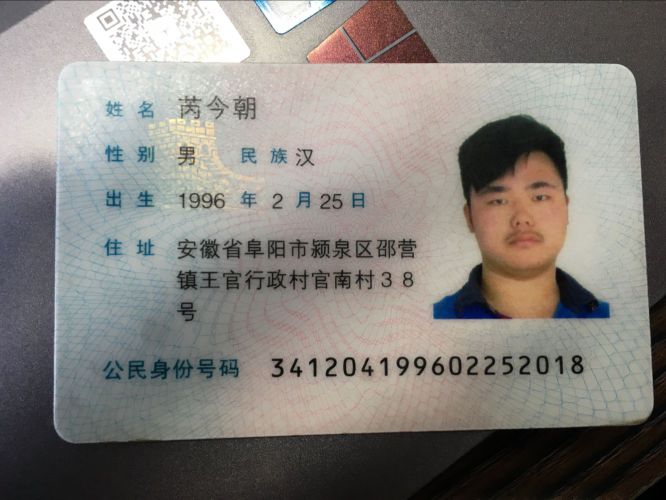 姓名 芮今朝
性别 男 民族 汉
出生 1996 年 2 月 25 日
住址 安徽省阜阳市颍泉区邵营
镇王官行政村官南村38
号
公民身份号码 341204199602252018